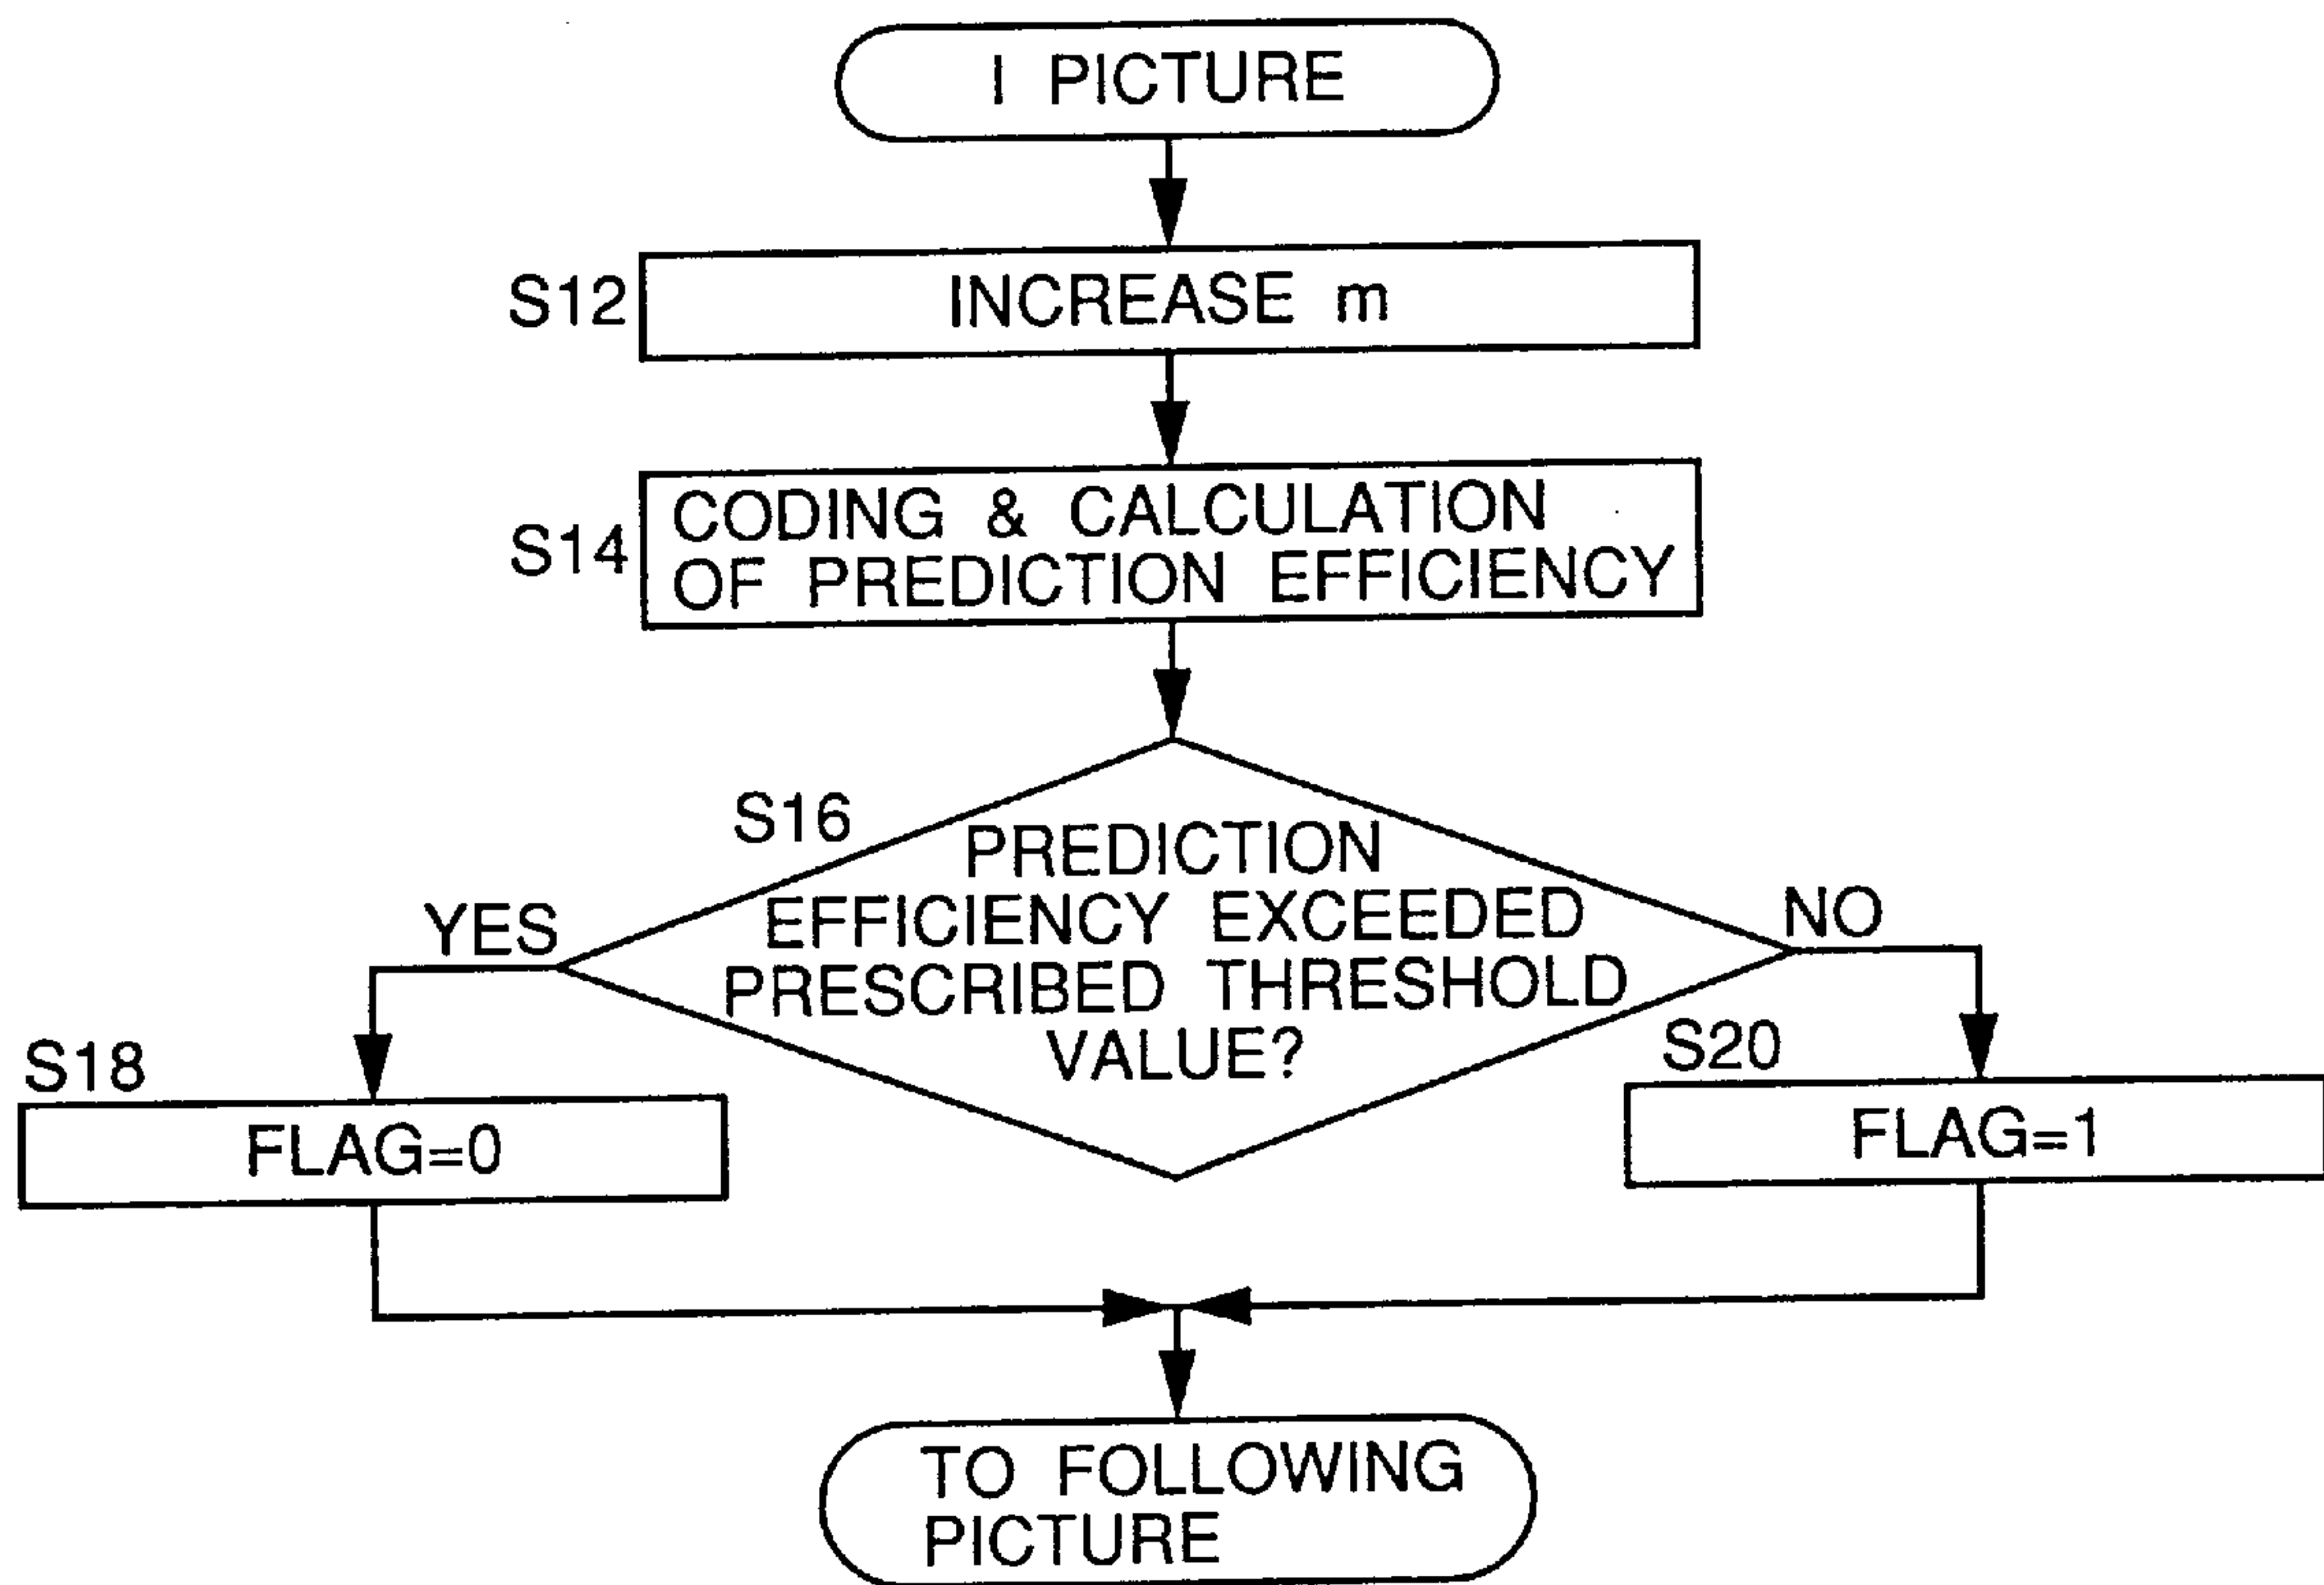 I PICTURE
S12
INCREASE m
S14
CODING & CALCULATION
OF PREDICTION EFFICIENCY
S16
PREDICTION
EFFICIENCY EXCEEDED
PRESCRIBED THRESHOLD
VALUE?
YES
NO
S18
FLAG=0
S20
FLAG=1
TO FOLLOWING
PICTURE